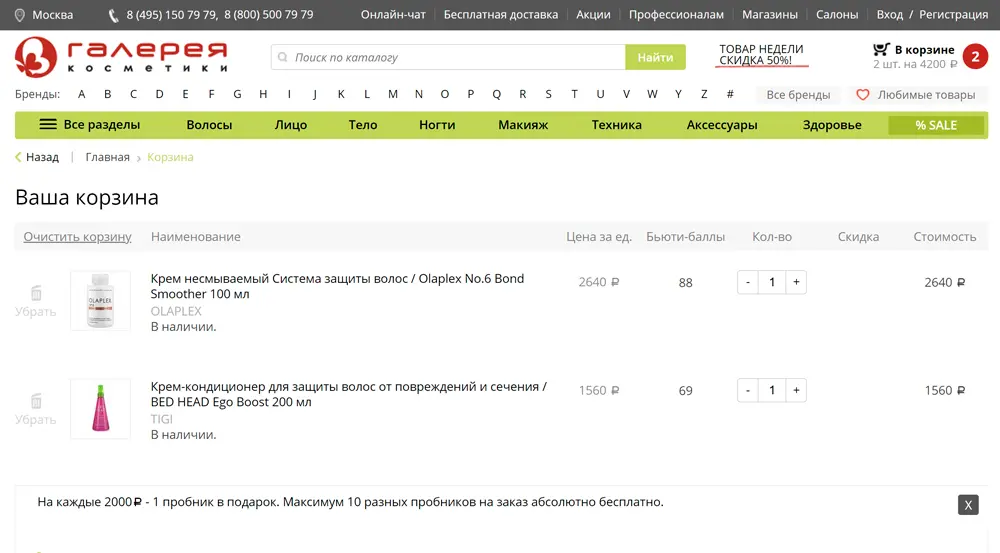 Москва
8 (495) 150 79 79, 8 (800) 500 79 79
Онлайн-чат
Бесплатная доставка
Акции
Профессионалам
Магазины
Салоны
Вход / Регистрация
галерея
косметики
Поиск по каталогу
Найти
ТОВАР НЕДЕЛИ
СКИДКА 50%!
В корзине
2 шт. на 4200 ₽
2
Бренды: A B C D E F G H I J K L M N O P Q R S T U V W Y Z #
Все бренды
Любимые товары
Все разделы
Волосы
Лицо
Тело
Ногти
Макияж
Техника
Аксессуары
Здоровье
% SALE
Назад
Главная › Корзина
Ваша корзина
Очистить корзину Наименование Цена за ед. Бьюти-баллы Кол-во Скидка Стоимость
Убрать
OLAPLEX
Крем несмываемый Система защиты волос / Olaplex No.6 Bond
Smoother 100 мл
OLAPLEX
В наличии.
2640 ₽
88
- 1 +
2640 ₽
Убрать
Крем-кондиционер для защиты волос от повреждений и сечения /
BED HEAD Ego Boost 200 мл
TIGI
В наличии.
1560 ₽
69
- 1 +
1560 ₽
На каждые 2000₽ - 1 пробник в подарок. Максимум 10 разных пробников на заказ абсолютно бесплатно.
X